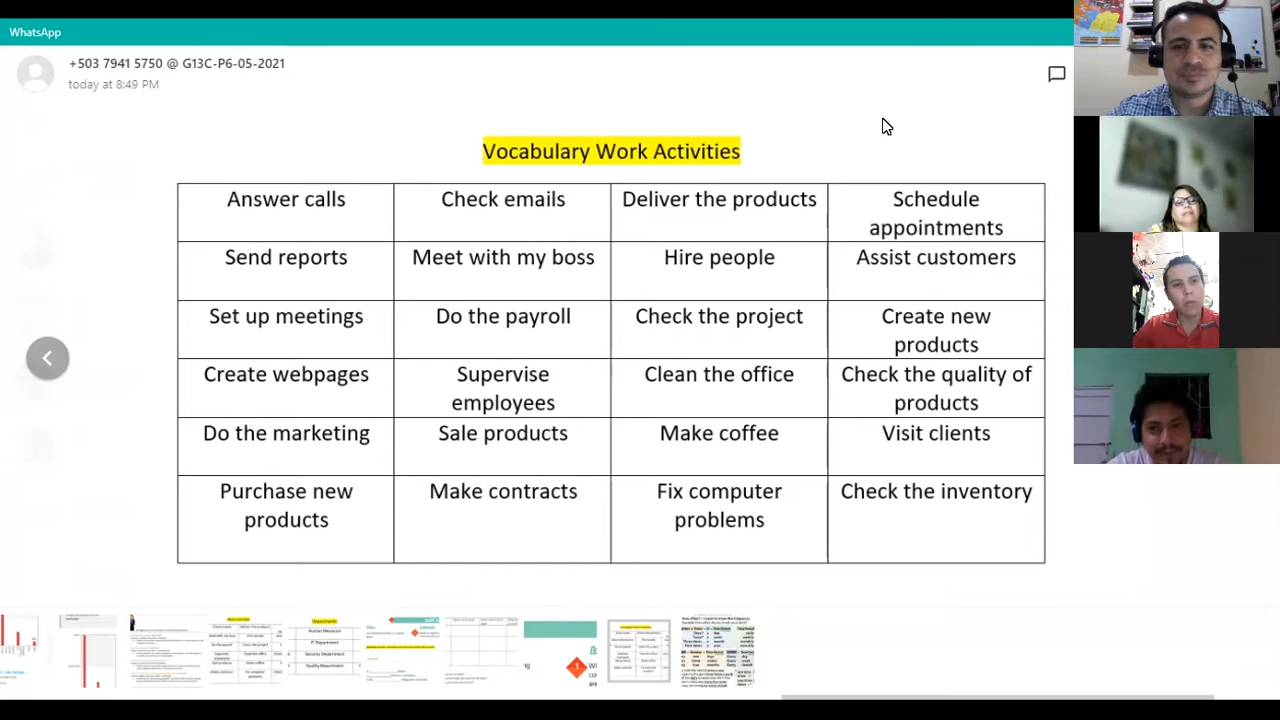 WhatsApp
+503 7941 5750 @ G13C-P6-05-2021
today at 8:49 PM
Vocabulary Work Activities
Answer calls
Check emails
Deliver the products
Schedule
appointments
Send reports
Meet with my boss
Hire people
Assist customers
Set up meetings
Do the payroll
Check the project
Create new
products
Create webpages
Supervise
employees
Clean the office
Check the quality of
products
Do the marketing
Sale products
Make coffee
Visit clients
Purchase new
products
Make contracts
Fix computer
problems
Check the inventory